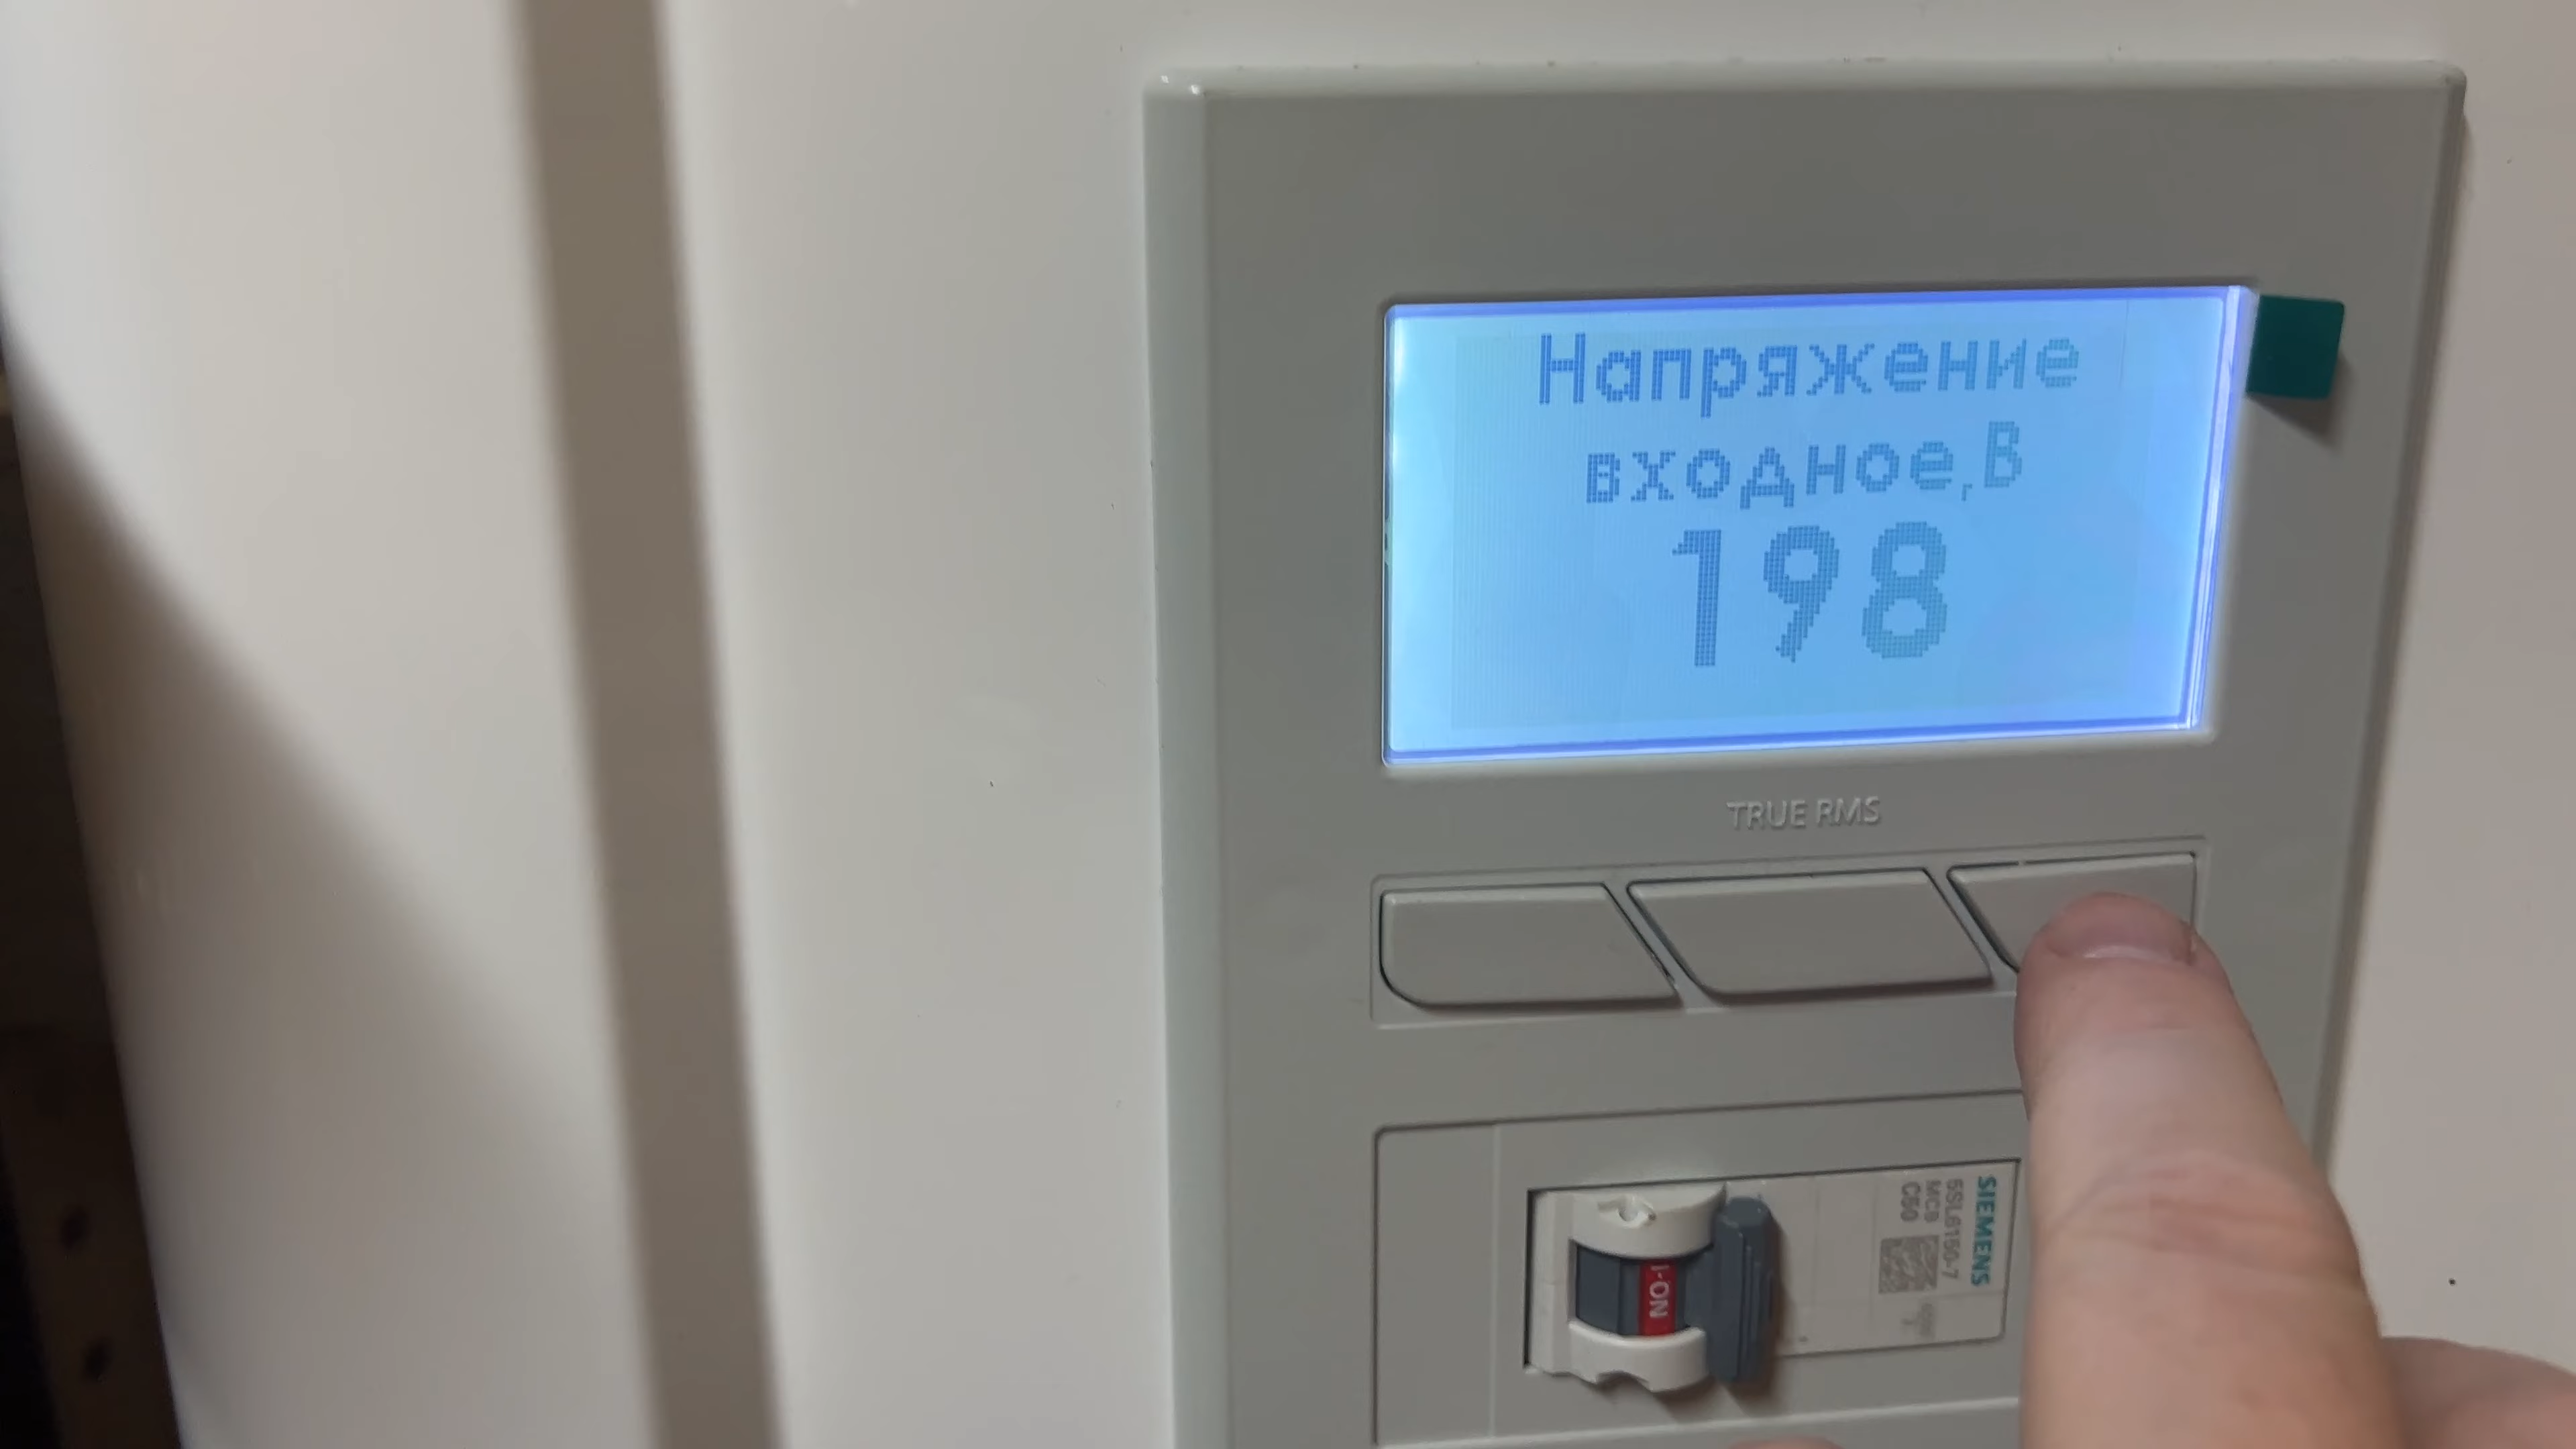 Напряжение
входное,В
198
TRUE RMS
SIEMENS
5SL6150-7
MCB
C50
I-ON